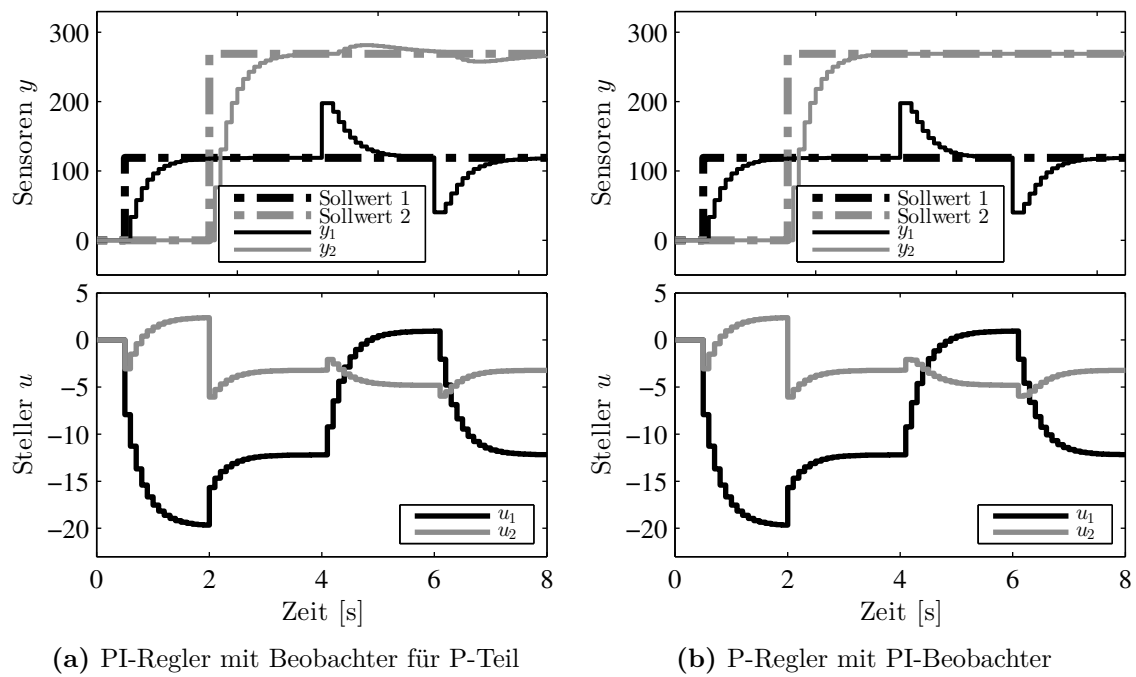 300
200
100
0
Sensoren y
Sollwert 1
Sollwert 2
y₁
y₂
5
0
−5
−10
−15
−20
Steller u
u₁
u₂
0
2
4
6
8
Zeit [s]
(a) PI-Regler mit Beobachter für P-Teil
300
200
100
0
Sensoren y
Sollwert 1
Sollwert 2
y₁
y₂
5
0
−5
−10
−15
−20
Steller u
u₁
u₂
0
2
4
6
8
Zeit [s]
(b) P-Regler mit PI-Beobachter